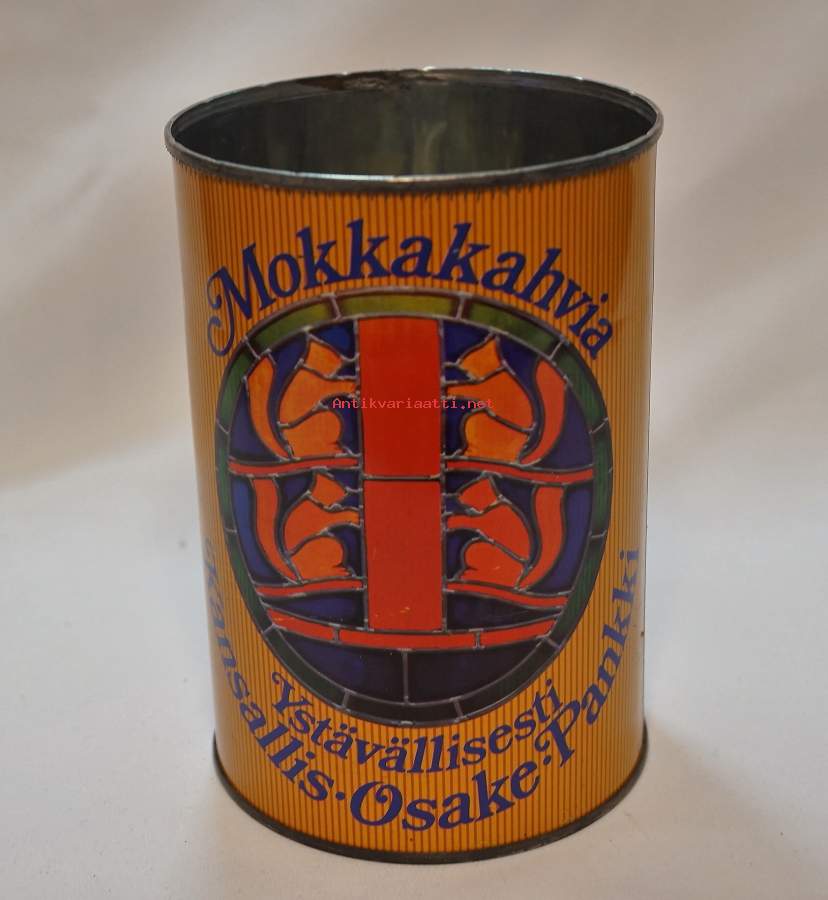 Mokkakahvia
Antikvariaatti.net
Ystävällisesti
Kansallis·Osake·Pankki